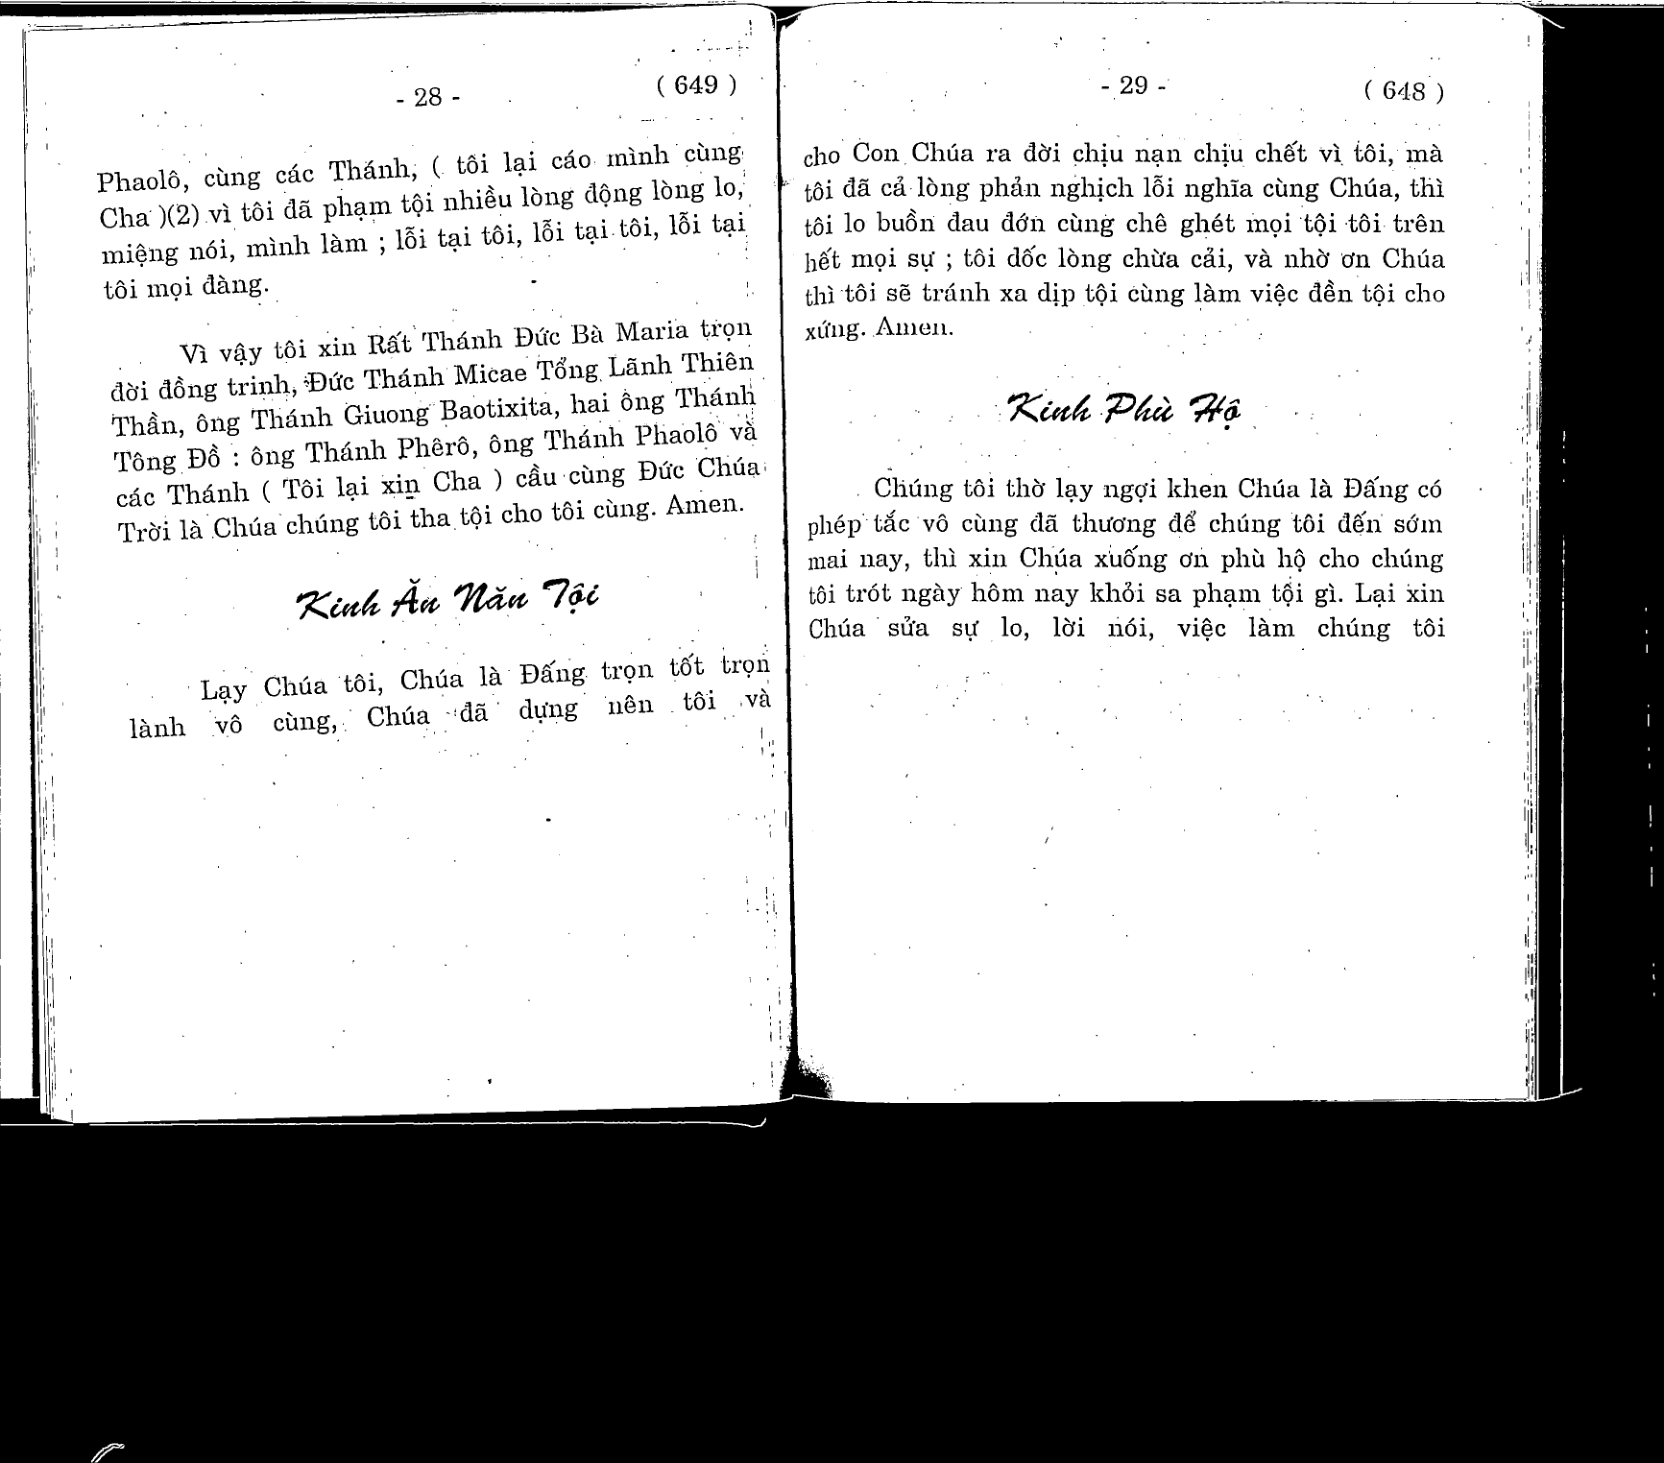 - 28 -
( 649 )
Phaolô, cùng các Thánh, ( tôi lại cáo mình cùng
Cha )(2) vì tôi đã phạm tội nhiều lòng động lòng lo,
miệng nói, mình làm ; lỗi tại tôi, lỗi tại tôi, lỗi tại
tôi mọi đàng.
Vì vậy tôi xin Rất Thánh Đức Bà Maria trọn
đời đồng trinh, Đức Thánh Micae Tổng Lãnh Thiên
Thần, ông Thánh Giuong Baotixita, hai ông Thánh
Tông Đồ : ông Thánh Phêrô, ông Thánh Phaolô và
các Thánh ( Tôi lại xin Cha ) cầu cùng Đức Chúa
Trời là Chúa chúng tôi tha tội cho tôi cùng. Amen.
Kinh Ăn Năn Tội
Lạy Chúa tôi, Chúa là Đấng trọn tốt trọn
lành vô cùng, Chúa đã dựng nên tôi và
- 29 -
( 648 )
cho Con Chúa ra đời chịu nạn chịu chết vì tôi, mà
tôi đã cả lòng phản nghịch lỗi nghĩa cùng Chúa, thì
tôi lo buồn đau đớn cùng chê ghét mọi tội tôi trên
hết mọi sự ; tôi dốc lòng chừa cải, và nhờ ơn Chúa
thì tôi sẽ tránh xa dịp tội cùng làm việc đền tội cho
xứng. Amen.
Kinh Phù Hộ
Chúng tôi thờ lạy ngợi khen Chúa là Đấng có
phép tắc vô cùng đã thương để chúng tôi đến sớm
mai nay, thì xin Chúa xuống ơn phù hộ cho chúng
tôi trót ngày hôm nay khỏi sa phạm tội gì. Lại xin
Chúa sửa sự lo, lời nói, việc làm chúng tôi